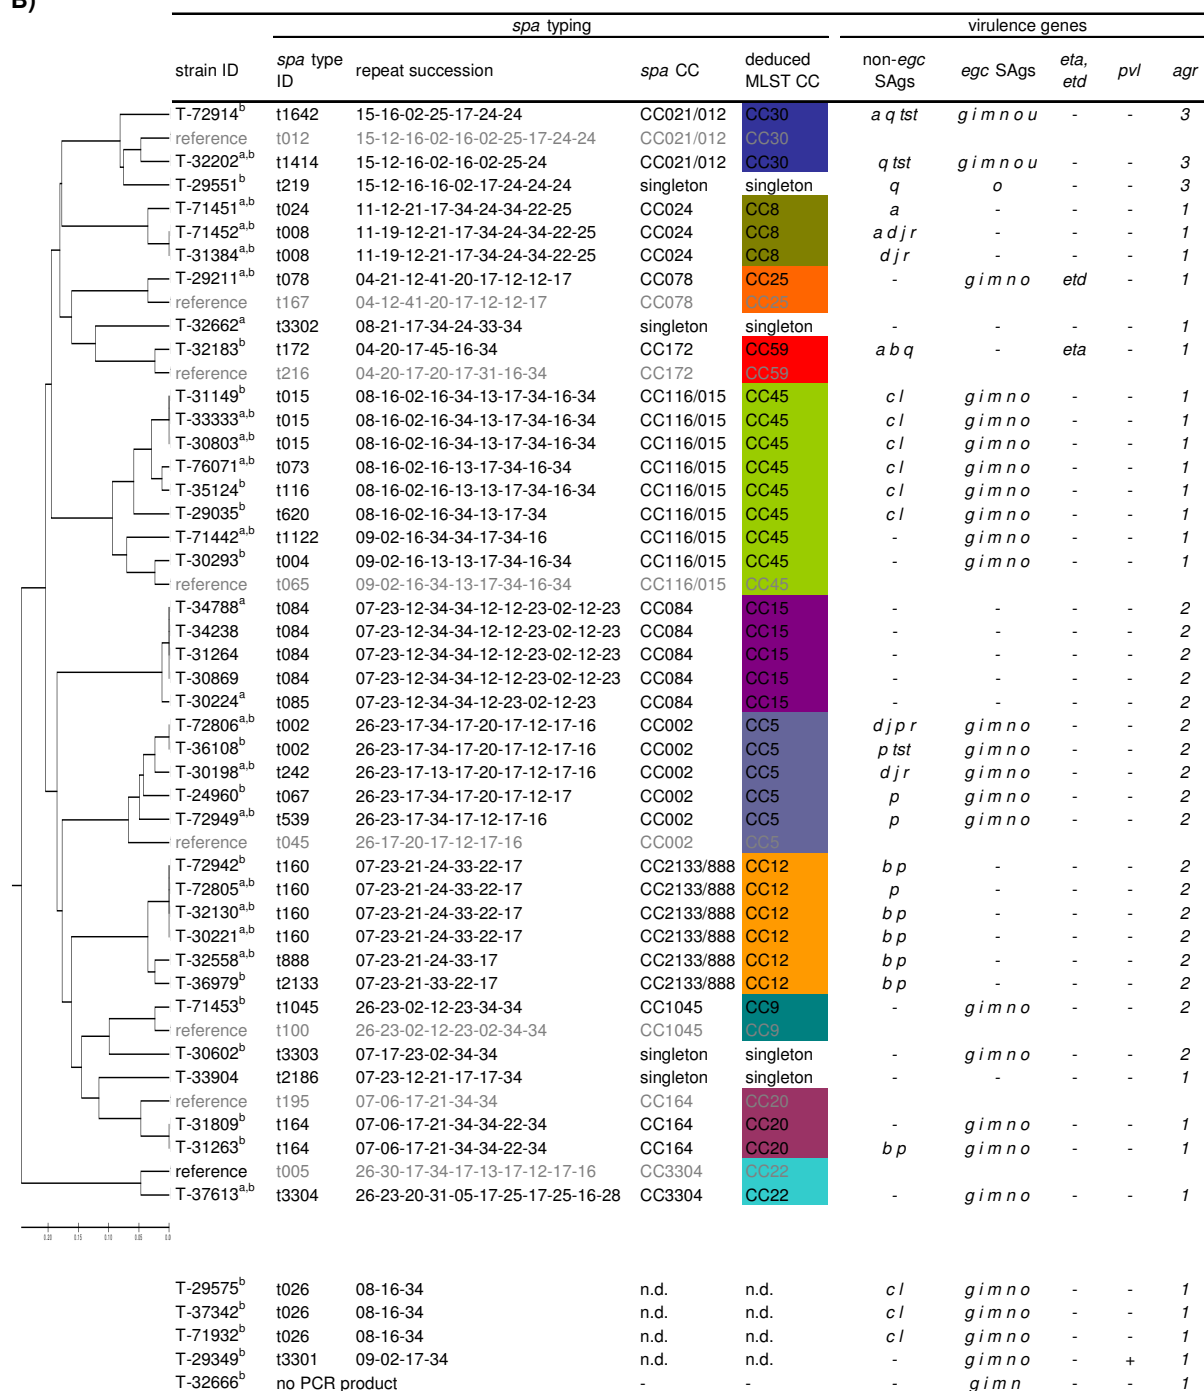 B)
spa typing virulence genes
strain ID spa type ID repeat succession spa CC deduced MLST CC non-egc SAgs egc SAgs eta, etd pvl agr
T-72914b t1642 15-16-02-25-17-24-24 CC021/012 CC30 a q tst g i m n o u - - 3
reference t012 15-12-16-02-16-02-25-17-24-24 CC021/012 CC30
T-32202a,b t1414 15-12-16-02-16-02-25-24 CC021/012 CC30 q tst g i m n o u - - 3
T-29551b t219 15-12-16-16-02-17-24-24-24 singleton singleton q o - - 3
T-71451a,b t024 11-12-21-17-34-24-34-22-25 CC024 CC8 a - - - 1
T-71452a,b t008 11-19-12-21-17-34-24-34-22-25 CC024 CC8 a d j r - - - 1
T-31384a,b t008 11-19-12-21-17-34-24-34-22-25 CC024 CC8 d j r - - - 1
T-29211a,b t078 04-21-12-41-20-17-12-12-17 CC078 CC25 - g i m n o etd - 1
reference t167 04-12-41-20-17-12-12-17 CC078 CC25
T-32662a t3302 08-21-17-34-24-33-34 singleton singleton - - - - 1
T-32183b t172 04-20-17-45-16-34 CC172 CC59 a b q - eta - 1
reference t216 04-20-17-20-17-31-16-34 CC172 CC59
T-31149b t015 08-16-02-16-34-13-17-34-16-34 CC116/015 CC45 c l g i m n o - - 1
T-33333a,b t015 08-16-02-16-34-13-17-34-16-34 CC116/015 CC45 c l g i m n o - - 1
T-30803a,b t015 08-16-02-16-34-13-17-34-16-34 CC116/015 CC45 c l g i m n o - - 1
T-76071a,b t073 08-16-02-16-13-17-34-16-34 CC116/015 CC45 c l g i m n o - - 1
T-35124b t116 08-16-02-16-13-13-17-34-16-34 CC116/015 CC45 c l g i m n o - - 1
T-29035b t620 08-16-02-16-34-13-17-34 CC116/015 CC45 c l g i m n o - - 1
T-71442a,b t1122 09-02-16-34-34-17-34-16 CC116/015 CC45 - g i m n o - - 1
T-30293b t004 09-02-16-13-13-17-34-16-34 CC116/015 CC45 - g i m n o - - 1
reference t065 09-02-16-34-13-17-34-16-34 CC116/015 CC45
T-34788a t084 07-23-12-34-34-12-12-23-02-12-23 CC084 CC15 - - - - 2
T-34238 t084 07-23-12-34-34-12-12-23-02-12-23 CC084 CC15 - - - - 2
T-31264 t084 07-23-12-34-34-12-12-23-02-12-23 CC084 CC15 - - - - 2
T-30869 t084 07-23-12-34-34-12-12-23-02-12-23 CC084 CC15 - - - - 2
T-30224a t085 07-23-12-34-34-12-23-02-12-23 CC084 CC15 - - - - 2
T-72806a,b t002 26-23-17-34-17-20-17-12-17-16 CC002 CC5 d j p r g i m n o - - 2
T-36108b t002 26-23-17-34-17-20-17-12-17-16 CC002 CC5 p tst g i m n o - - 2
T-30198a,b t242 26-23-17-13-17-20-17-12-17-16 CC002 CC5 d j r g i m n o - - 2
T-24960b t067 26-23-17-34-17-20-17-12-17 CC002 CC5 p g i m n o - - 2
T-72949a,b t539 26-23-17-34-17-12-17-16 CC002 CC5 p g i m n o - - 2
reference t045 26-17-20-17-12-17-16 CC002 CC5
T-72942b t160 07-23-21-24-33-22-17 CC2133/888 CC12 b p - - - 2
T-72805a,b t160 07-23-21-24-33-22-17 CC2133/888 CC12 p - - - 2
T-32130a,b t160 07-23-21-24-33-22-17 CC2133/888 CC12 b p - - - 2
T-30221a,b t160 07-23-21-24-33-22-17 CC2133/888 CC12 b p - - - 2
T-32558a,b t888 07-23-21-24-33-17 CC2133/888 CC12 b p - - - 2
T-36979b t2133 07-23-21-33-22-17 CC2133/888 CC12 b p - - - 2
T-71453b t1045 26-23-02-12-23-34-34 CC1045 CC9 - g i m n o - - 2
reference t100 26-23-02-12-23-02-34-34 CC1045 CC9
T-30602b t3303 07-17-23-02-34-34 singleton singleton - g i m n o - - 2
T-33904 t2186 07-23-12-21-17-17-34 singleton singleton - - - - 1
reference t195 07-06-17-21-34-34 CC164 CC20
T-31809b t164 07-06-17-21-34-34-22-34 CC164 CC20 - g i m n o - - 1
T-31263b t164 07-06-17-21-34-34-22-34 CC164 CC20 b p g i m n o - - 1
reference t005 26-30-17-34-17-13-17-12-17-16 CC3304 CC22
T-37613a,b t3304 26-23-20-31-05-17-25-17-25-16-28 CC3304 CC22 - g i m n o - - 1
0.20 0.15 0.10 0.05 0.0
T-29575b t026 08-16-34 n.d. n.d. c l g i m n o - - 1
T-37342b t026 08-16-34 n.d. n.d. c l g i m n o - - 1
T-71932b t026 08-16-34 n.d. n.d. c l g i m n o - - 1
T-29349b t3301 09-02-17-34 n.d. n.d. - g i m n o - + 1
T-32666b no PCR product - - - g i m n - - 1